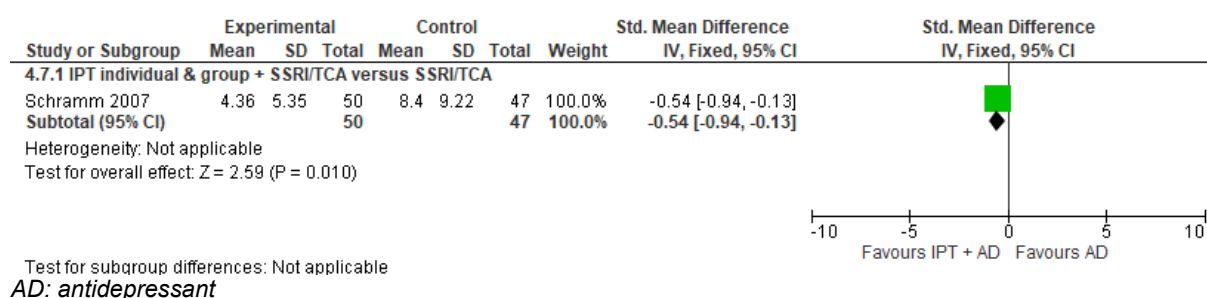 Experimental Control Std. Mean Difference Std. Mean Difference
Study or Subgroup Mean SD Total Mean SD Total Weight IV, Fixed, 95% CI IV, Fixed, 95% CI
4.7.1 IPT individual & group + SSRI/TCA versus SSRI/TCA
Schramm 2007 4.36 5.35 50 8.4 9.22 47 100.0% -0.54 [-0.94, -0.13]
Subtotal (95% CI) 50 47 100.0% -0.54 [-0.94, -0.13]
Heterogeneity: Not applicable
Test for overall effect: Z = 2.59 (P = 0.010)
-10 -5 0 5 10
Favours IPT + AD Favours AD
Test for subgroup differences: Not applicable
AD: antidepressant